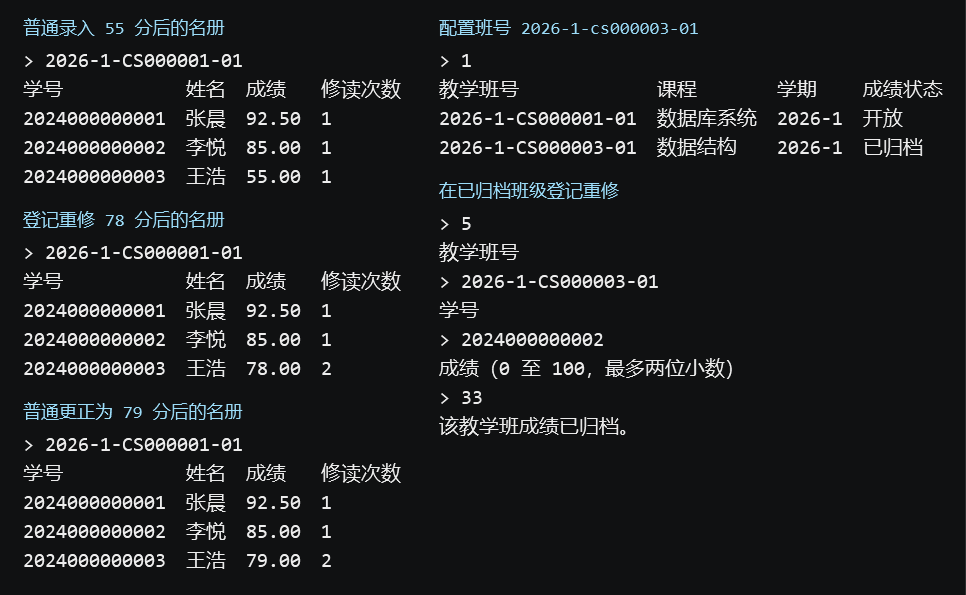 普通录入 55 分后的名册
> 2026-1-CS000001-01
学号 姓名 成绩 修读次数
2024000000001 张晨 92.50 1
2024000000002 李悦 85.00 1
2024000000003 王浩 55.00 1
登记重修 78 分后的名册
> 2026-1-CS000001-01
学号 姓名 成绩 修读次数
2024000000001 张晨 92.50 1
2024000000002 李悦 85.00 1
2024000000003 王浩 78.00 2
普通更正为 79 分后的名册
> 2026-1-CS000001-01
学号 姓名 成绩 修读次数
2024000000001 张晨 92.50 1
2024000000002 李悦 85.00 1
2024000000003 王浩 79.00 2
配置班号 2026-1-cs000003-01
> 1
教学班号 课程 学期 成绩状态
2026-1-CS000001-01 数据库系统 2026-1 开放
2026-1-CS000003-01 数据结构 2026-1 已归档
在已归档班级登记重修
> 5
教学班号
> 2026-1-CS000003-01
学号
> 2024000000002
成绩（0 至 100，最多两位小数）
> 33
该教学班成绩已归档。